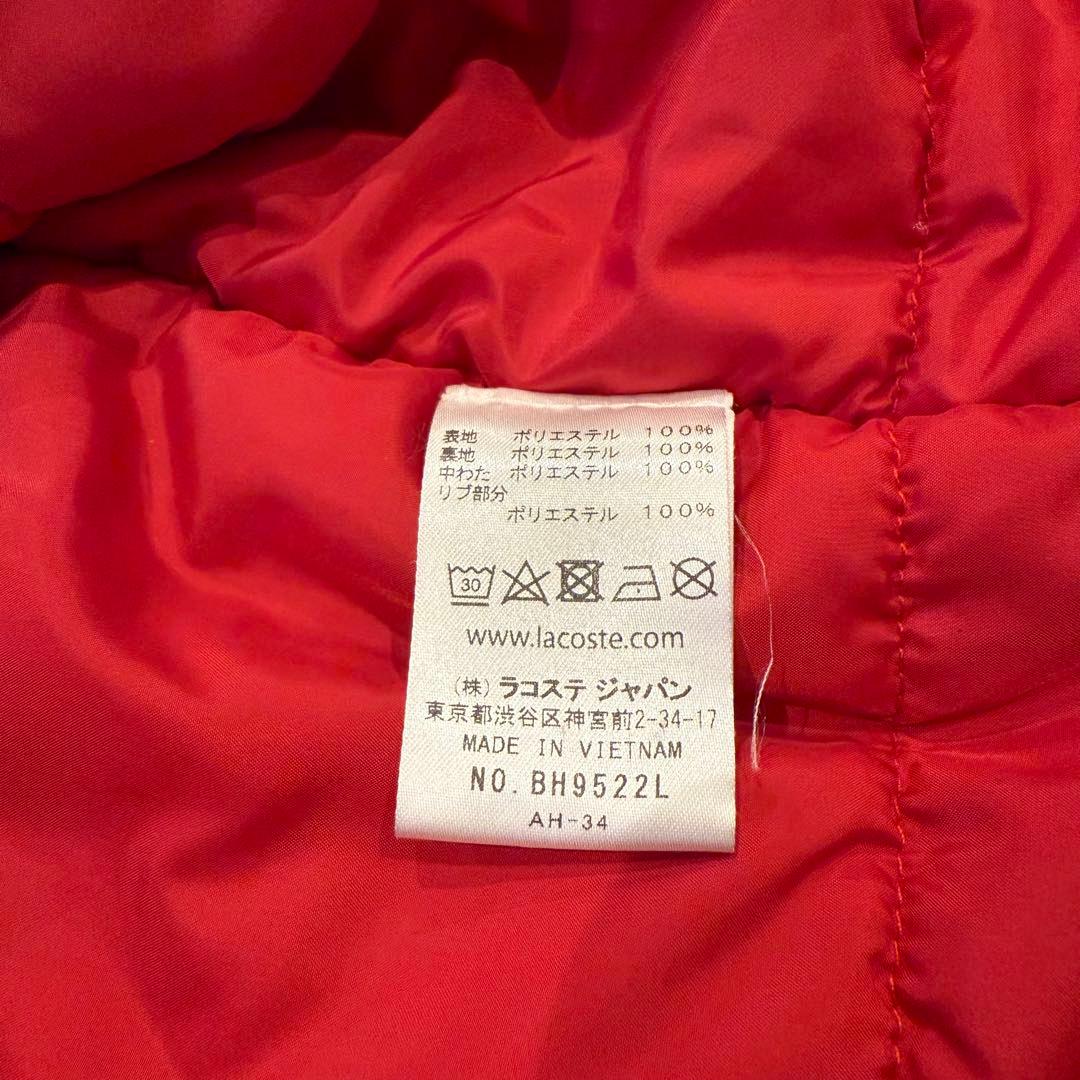 表地 ポリエステル 100%
裏地 ポリエステル 100%
中わた ポリエステル 100%
リブ部分
ポリエステル 100%
30
www.lacoste.com
(株) ラコステ ジャパン
東京都渋谷区神宮前2-34-17
MADE IN VIETNAM
NO. BH9522L
AH-34